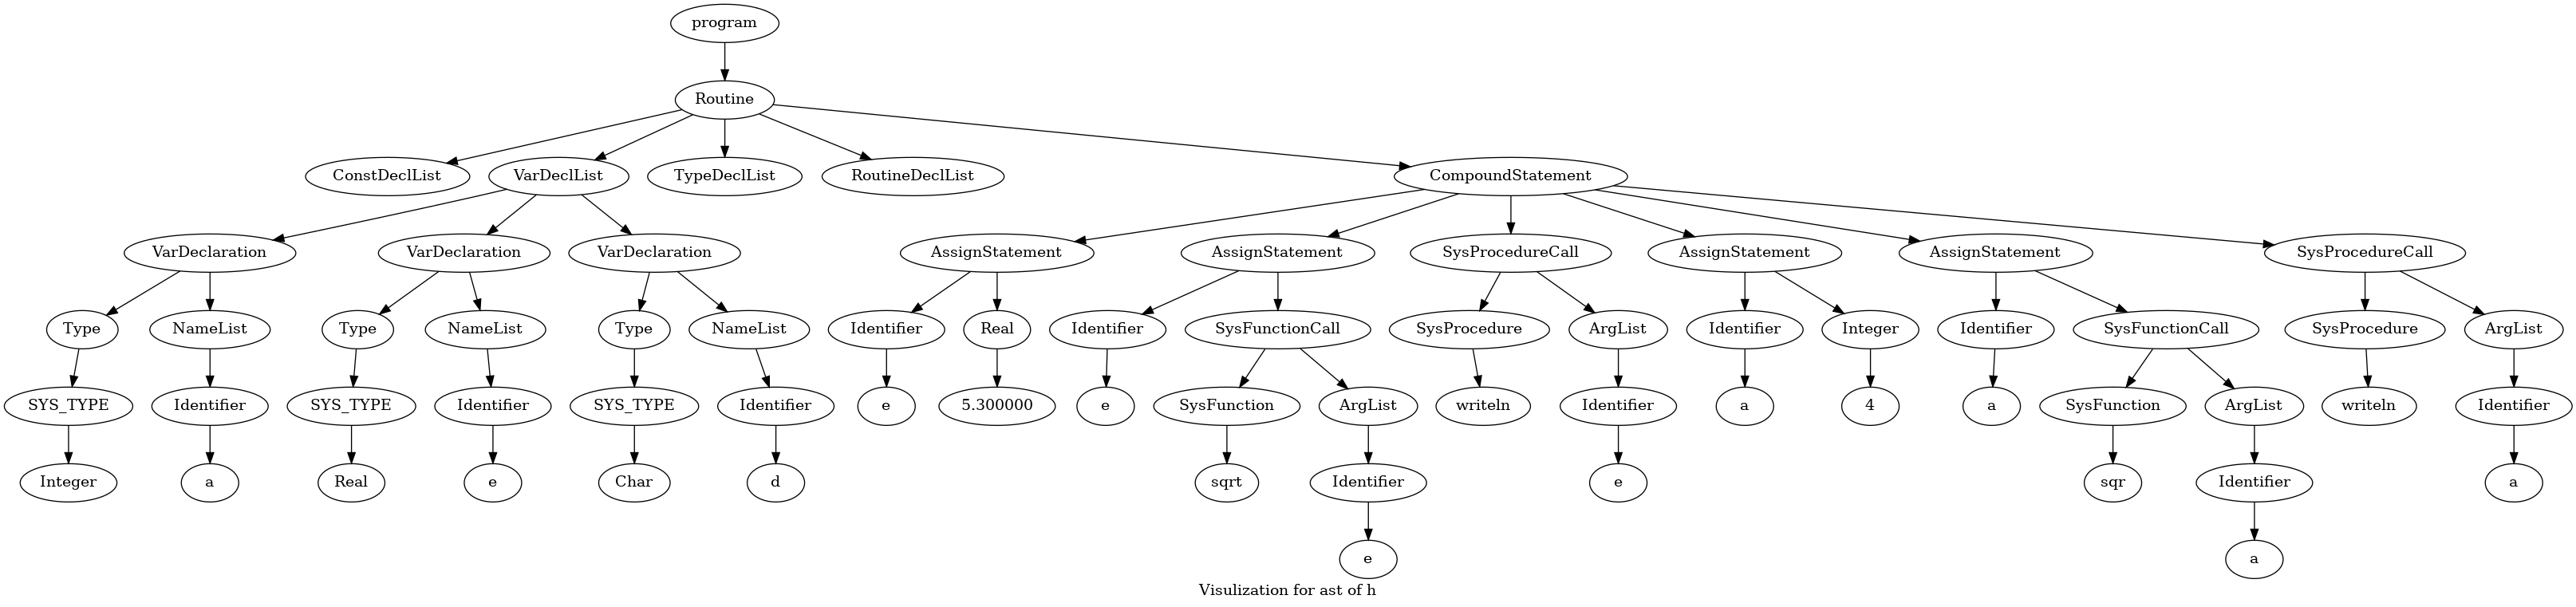 program
Routine
ConstDeclList VarDeclList TypeDeclList RoutineDeclList CompoundStatement
VarDeclaration VarDeclaration VarDeclaration AssignStatement AssignStatement SysProcedureCall AssignStatement AssignStatement SysProcedureCall
Type NameList Type NameList Type NameList Identifier Real Identifier SysFunctionCall SysProcedure ArgList Identifier Integer Identifier SysFunctionCall SysProcedure ArgList
SYS_TYPE Identifier SYS_TYPE Identifier SYS_TYPE Identifier e 5.300000 e SysFunction ArgList writeln Identifier a 4 a SysFunction ArgList writeln Identifier
Integer a Real e Char d sqrt Identifier e sqr Identifier a
e a
Visulization for ast of h